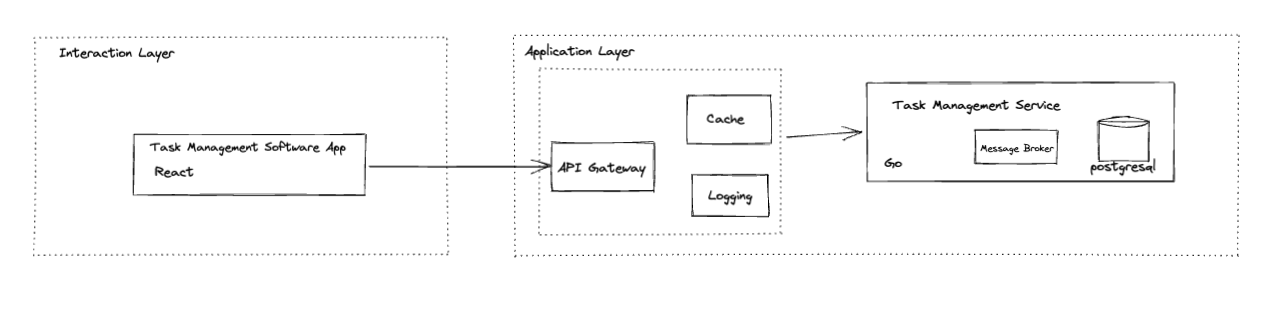 Interaction Layer
Task Management Software App
React
Application Layer
API Gateway
Cache
Logging
Task Management Service
Go
Message Broker
postgresql